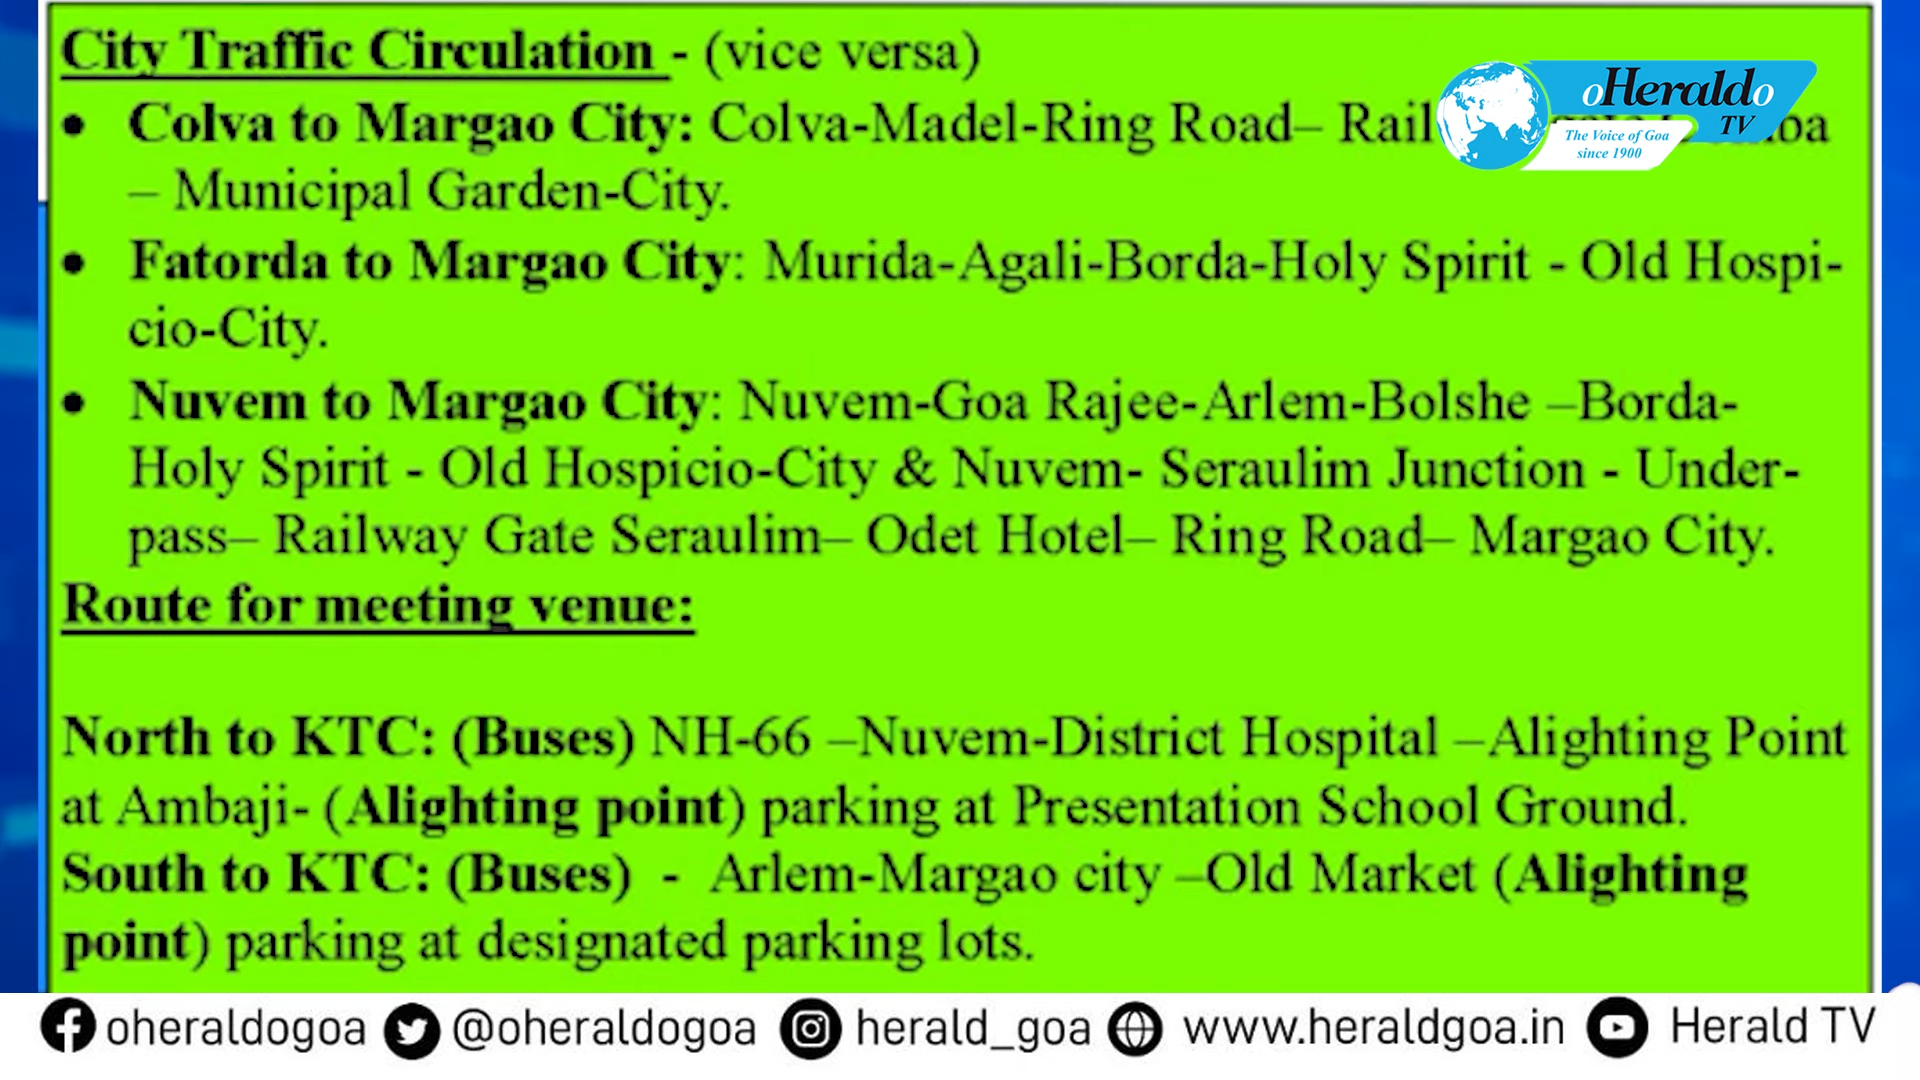 City Traffic Circulation - (vice versa)
• Colva to Margao City: Colva-Madel-Ring Road–
– Municipal Garden-City.
• Fatorda to Margao City: Murida-Agali-Borda-Holy Spirit - Old Hospi-
cio-City.
• Nuvem to Margao City: Nuvem-Goa Rajee-Arlem-Bolshe –Borda-
Holy Spirit - Old Hospicio-City & Nuvem- Seraulim Junction - Under-
pass– Railway Gate Seraulim– Odet Hotel– Ring Road– Margao City.
Route for meeting venue:
North to KTC: (Buses) NH-66 –Nuvem-District Hospital –Alighting Point
at Ambaji- (Alighting point) parking at Presentation School Ground.
South to KTC: (Buses) - Arlem-Margao city –Old Market (Alighting
point) parking at designated parking lots.
oHeraldo
TV
The Voice of Goa
since 1900
oheraldogoa @oheraldogoa herald_goa www.heraldgoa.in Herald TV